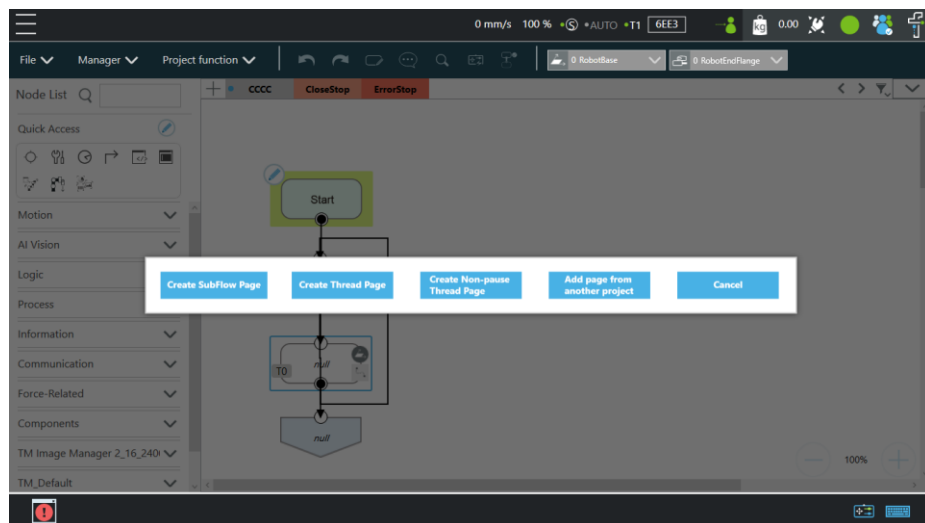 0 mm/s 100 % S AUTO T1 6EE3 kg 0.00
File Manager Project function 0 RobotBase 0 RobotEndFlange
Node List CCCC CloseStop ErrorStop
Quick Access
Start
Motion
AI Vision
Logic
Create SubFlow Page
Create Thread Page
Create Non-pause
Thread Page
Add page from
another project
Cancel
Process
Information
Communication
T0 null
Force-Related
Components
null
TM Image Manager 2_16_240
100%
TM_Default